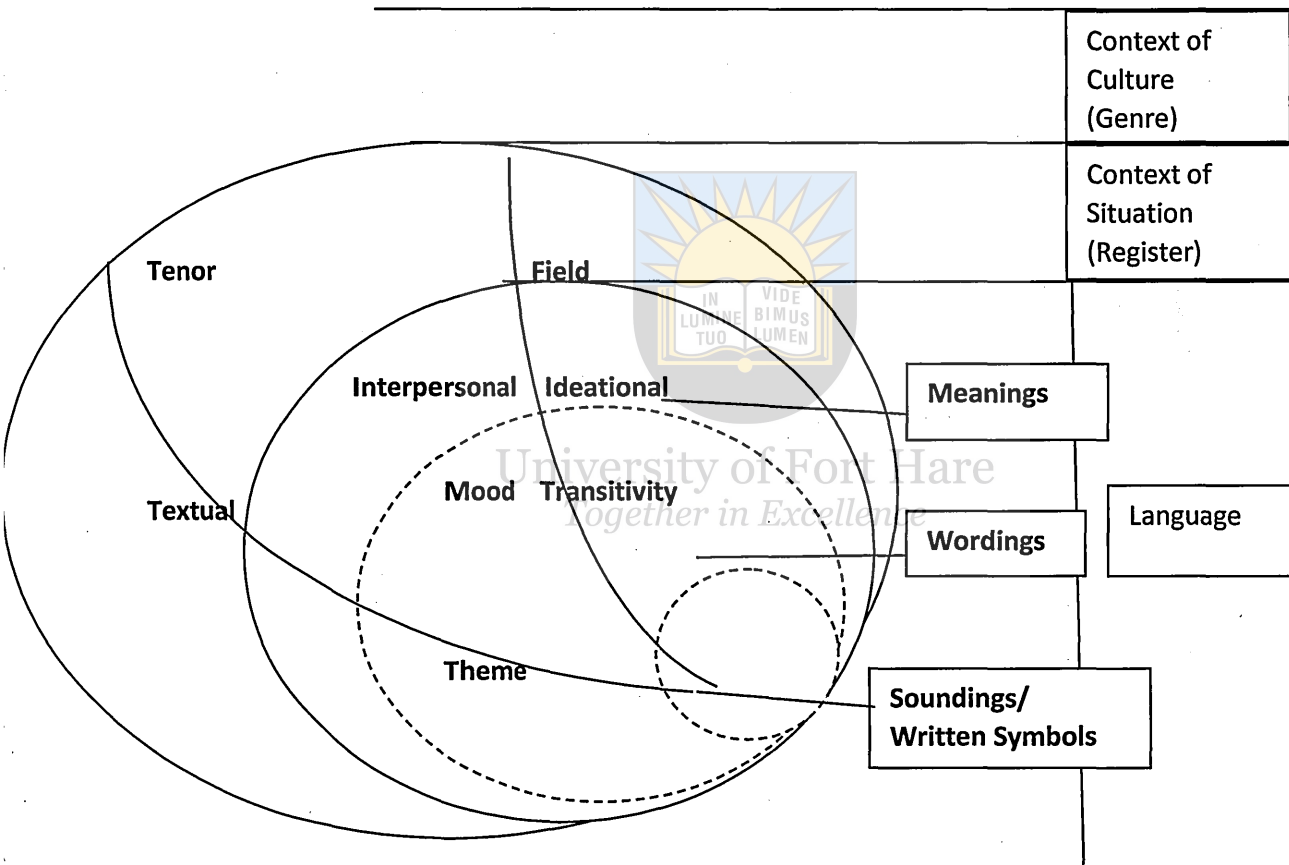 Context of
Culture
(Genre)
Context of
Situation
(Register)
Tenor
Field
IN
LUMINE
TUO
VIDE
BIMUS
LUMEN
Interpersonal Ideational
Meanings
University of Fort Hare
Together in Excellence
Mood Transitivity
Textual
Wordings
Language
Theme
Soundings/
Written Symbols